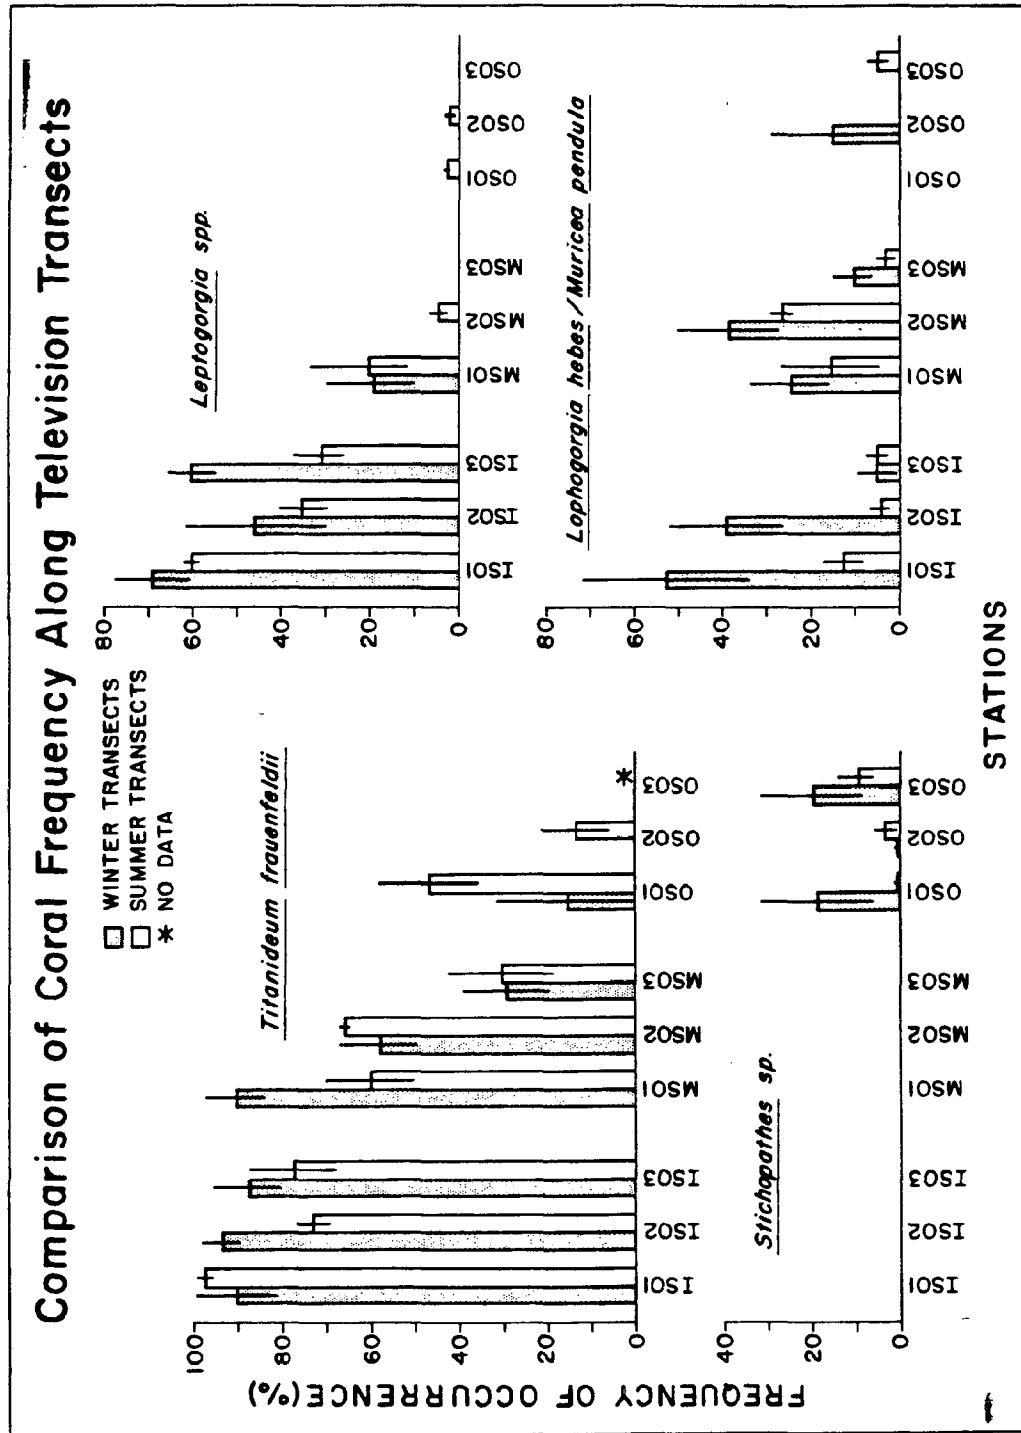 Comparison of Coral Frequency Along Television Transects
WINTER TRANSECTS
SUMMER TRANSECTS
* NO DATA
FREQUENCY OF OCCURRENCE (%)
Titanideum frauenfeldii
100
80
60
40
20
0
IS01 IS02 IS03 MS01 MS02 MS03 OS01 OS02 OS03
*
Leptogorgia spp.
80
60
40
20
0
IS01 IS02 IS03 MS01 MS02 MS03 OS01 OS02 OS03
Stichopathes sp.
40
20
0
IS01 IS02 IS03 MS01 MS02 MS03 OS01 OS02 OS03
Lophogorgia hebes / Muricea pendula
80
60
40
20
0
IS01 IS02 IS03 MS01 MS02 MS03 OS01 OS02 OS03
STATIONS